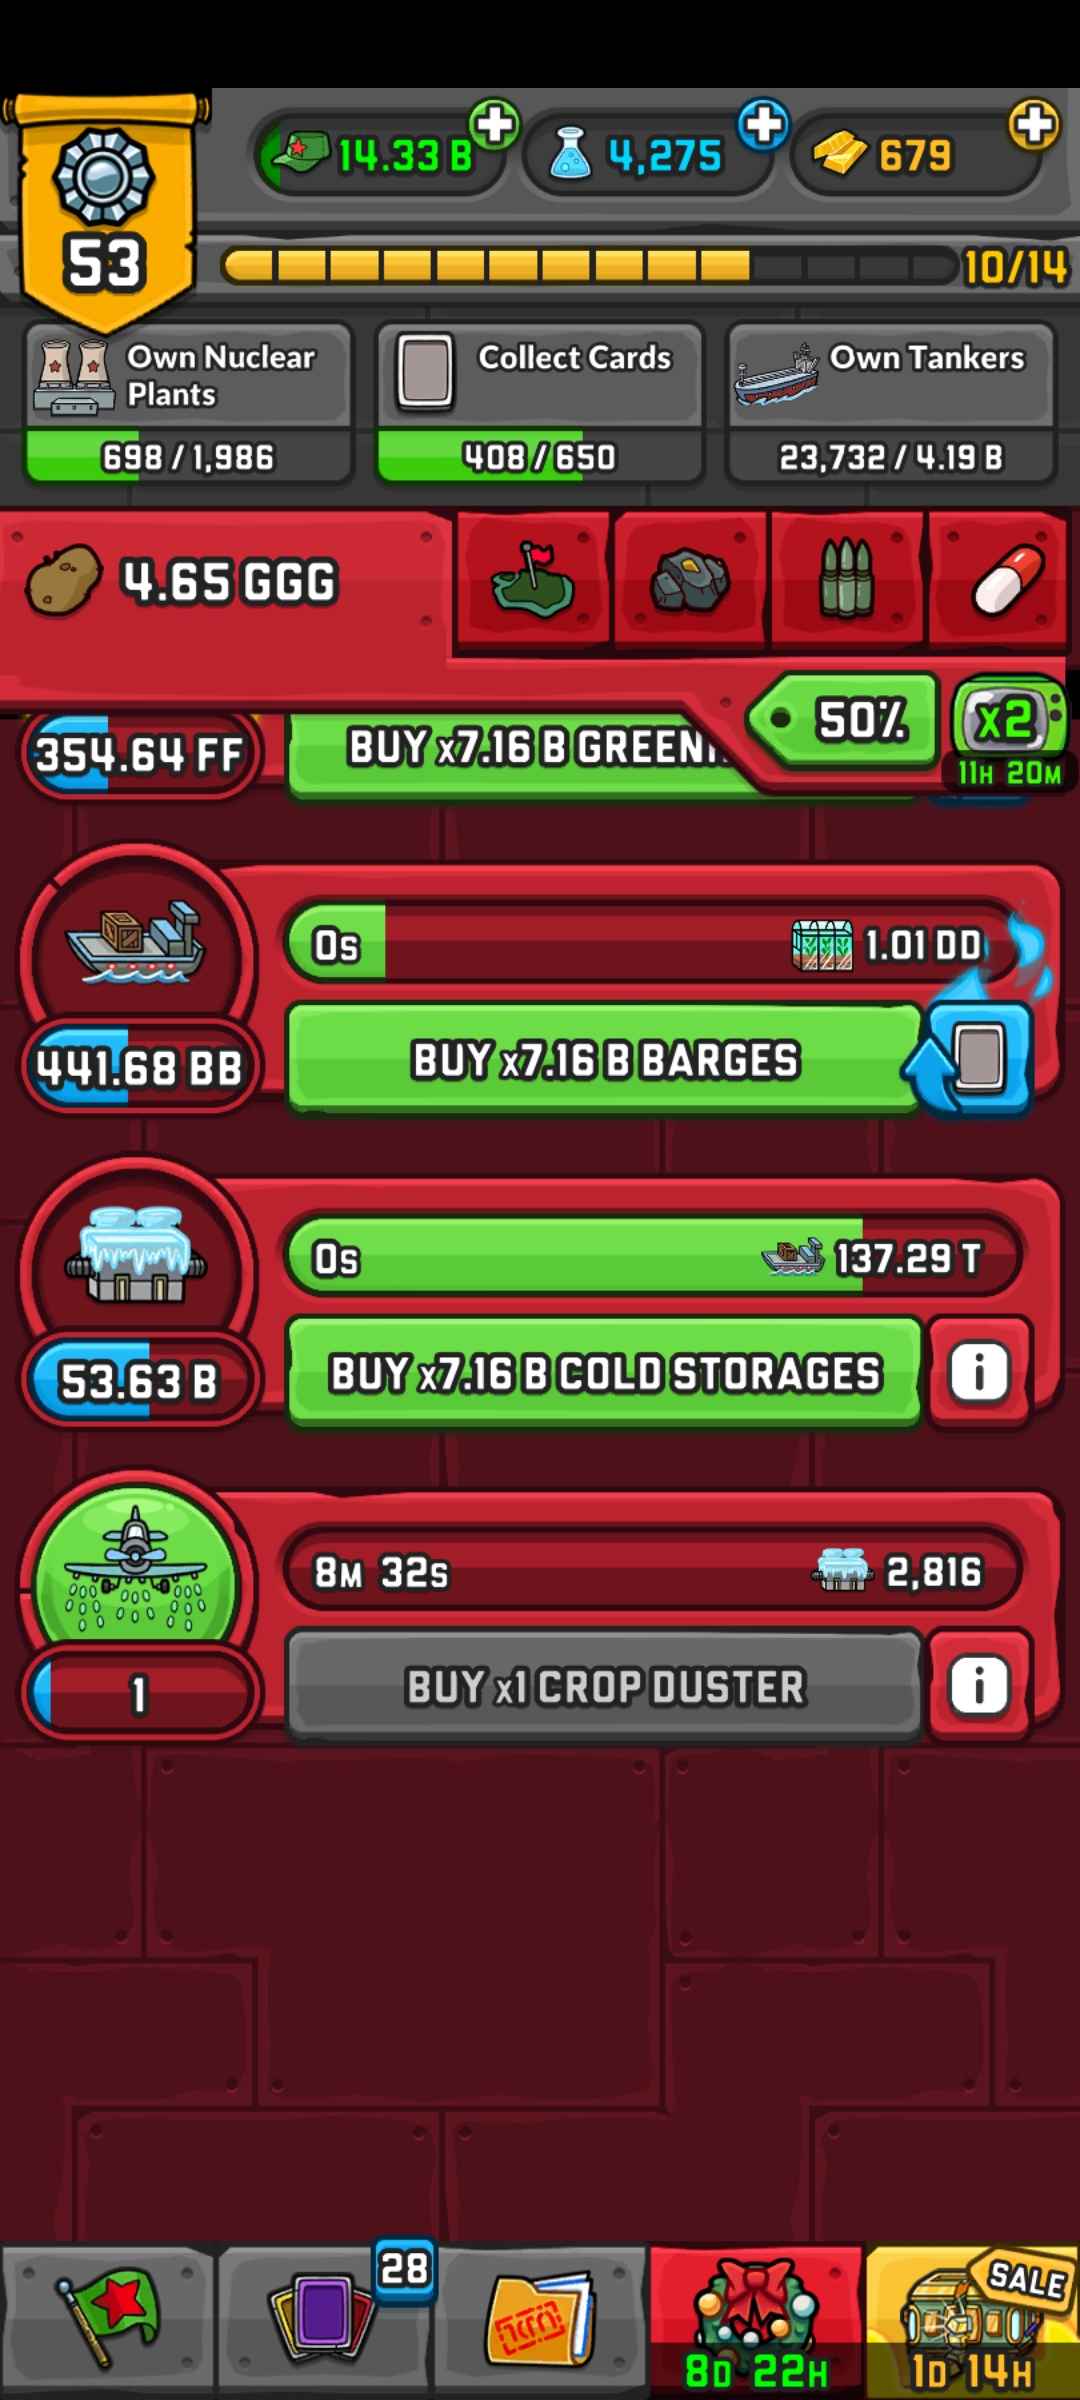 14.33 B
4,275
679
53
10/14
Own Nuclear
Plants
698 / 1,986
Collect Cards
408 / 650
Own Tankers
23,732 / 4.19 B
4.65 GGG
50%
x2
11H 20M
354.64 FF
BUY x7.16 B GREEN
0s
1.01 DD
441.68 BB
BUY x7.16 B BARGES
0s
137.29 T
53.63 B
BUY x7.16 B COLD STORAGES
8M 32s
2,816
1
BUY x1 CROP DUSTER
28
SALE
8D 22H
1D 14H